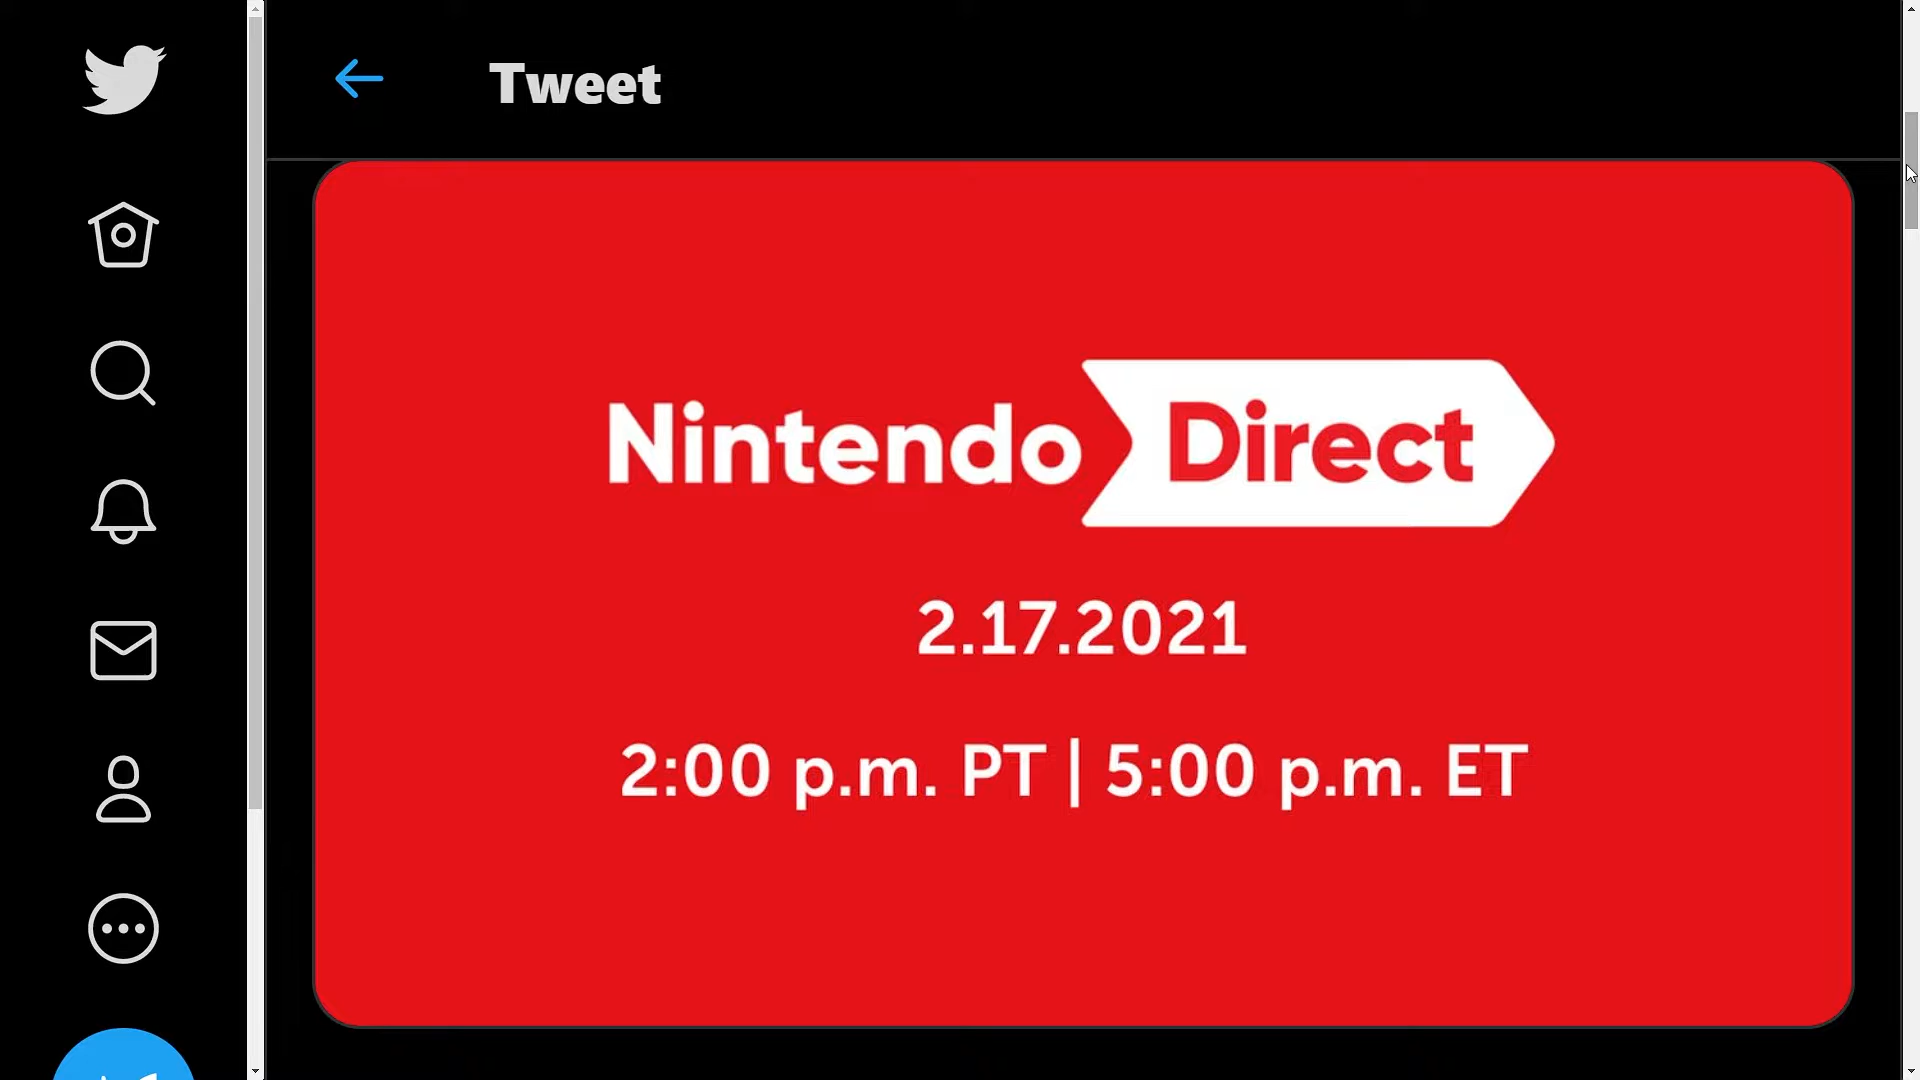 Tweet
Nintendo Direct
2.17.2021
2:00 p.m. PT | 5:00 p.m. ET